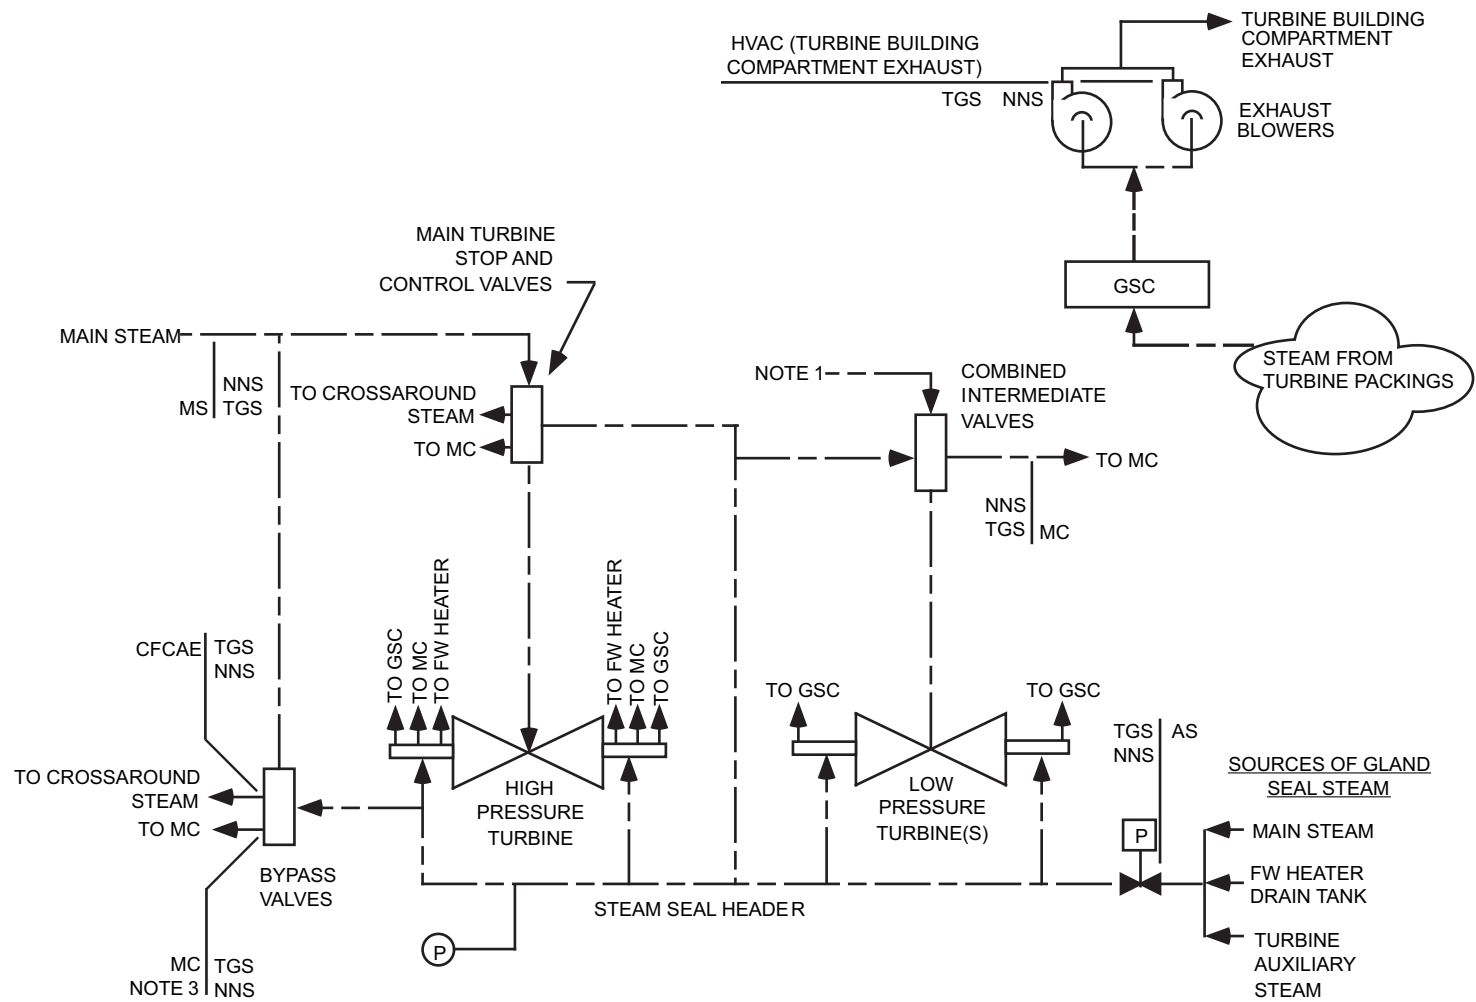 HVAC (TURBINE BUILDING
COMPARTMENT EXHAUST)
TGS NNS
TURBINE BUILDING
COMPARTMENT
EXHAUST
EXHAUST
BLOWERS
GSC
STEAM FROM
TURBINE PACKINGS
MAIN TURBINE
STOP AND
CONTROL VALVES
MAIN STEAM
MS
NNS
TGS
TO CROSSAROUND
STEAM
TO MC
NOTE 1
COMBINED
INTERMEDIATE
VALVES
TO MC
NNS
TGS
MC
CFCAE
TGS
NNS
TO CROSSAROUND
STEAM
TO MC
BYPASS
VALVES
MC
NOTE 3
TGS
NNS
TO GSC
TO MC
TO FW HEATER
TO FW HEATER
TO MC
TO GSC
HIGH
PRESSURE
TURBINE
TO GSC
TO GSC
LOW
PRESSURE
TURBINE(S)
TGS
NNS
AS
P
SOURCES OF GLAND
SEAL STEAM
MAIN STEAM
FW HEATER
DRAIN TANK
TURBINE
AUXILIARY
STEAM
STEAM SEAL HEADER
P